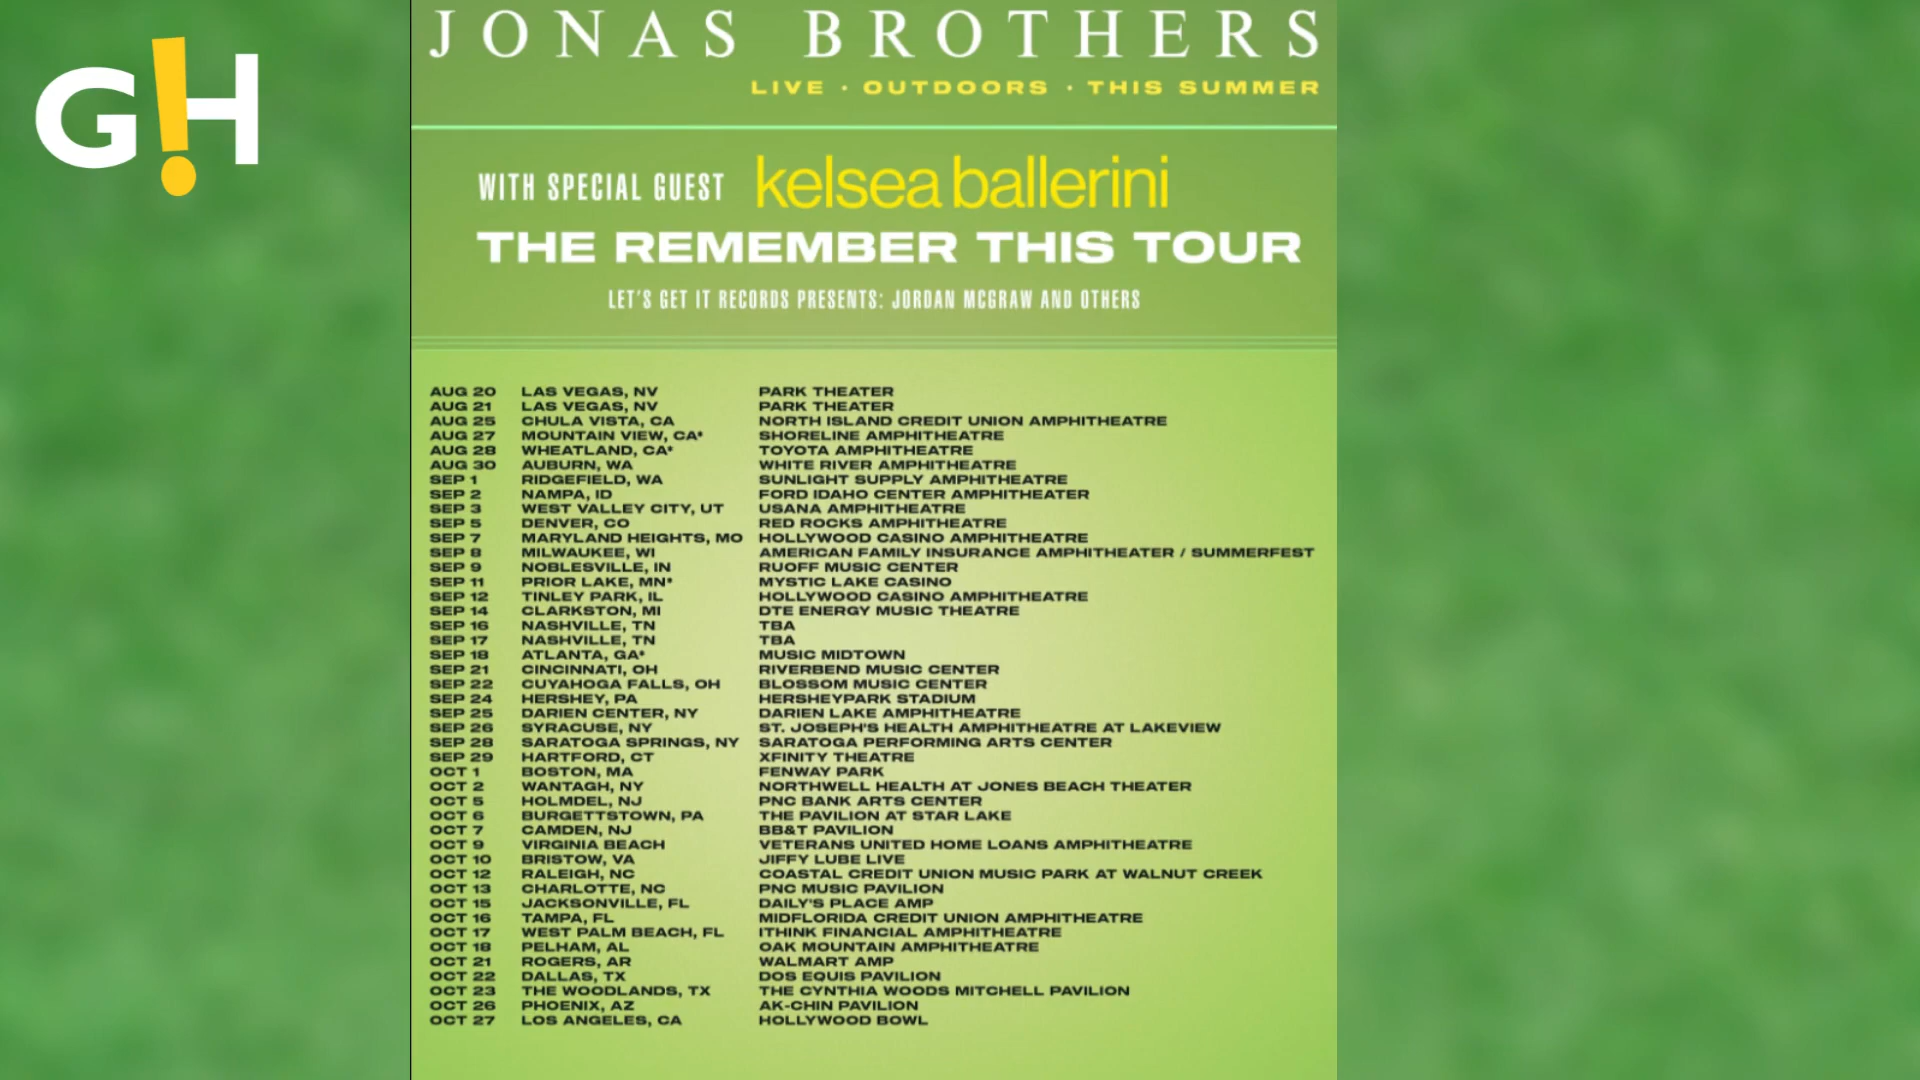 G!H
JONAS BROTHERS
LIVE · OUTDOORS · THIS SUMMER
WITH SPECIAL GUEST kelsea ballerini
THE REMEMBER THIS TOUR
LET'S GET IT RECORDS PRESENTS: JORDAN MCGRAW AND OTHERS
AUG 20 LAS VEGAS, NV PARK THEATER
AUG 21 LAS VEGAS, NV PARK THEATER
AUG 25 CHULA VISTA, CA NORTH ISLAND CREDIT UNION AMPHITHEATRE
AUG 27 MOUNTAIN VIEW, CA* SHORELINE AMPHITHEATRE
AUG 28 WHEATLAND, CA* TOYOTA AMPHITHEATRE
AUG 30 AUBURN, WA WHITE RIVER AMPHITHEATRE
SEP 1 RIDGEFIELD, WA SUNLIGHT SUPPLY AMPHITHEATRE
SEP 2 NAMPA, ID FORD IDAHO CENTER AMPHITHEATER
SEP 3 WEST VALLEY CITY, UT USANA AMPHITHEATRE
SEP 5 DENVER, CO RED ROCKS AMPHITHEATRE
SEP 7 MARYLAND HEIGHTS, MO HOLLYWOOD CASINO AMPHITHEATRE
SEP 8 MILWAUKEE, WI AMERICAN FAMILY INSURANCE AMPHITHEATER / SUMMERFEST
SEP 9 NOBLESVILLE, IN RUOFF MUSIC CENTER
SEP 11 PRIOR LAKE, MN* MYSTIC LAKE CASINO
SEP 12 TINLEY PARK, IL HOLLYWOOD CASINO AMPHITHEATRE
SEP 14 CLARKSTON, MI DTE ENERGY MUSIC THEATRE
SEP 16 NASHVILLE, TN TBA
SEP 17 NASHVILLE, TN TBA
SEP 18 ATLANTA, GA* MUSIC MIDTOWN
SEP 21 CINCINNATI, OH RIVERBEND MUSIC CENTER
SEP 22 CUYAHOGA FALLS, OH BLOSSOM MUSIC CENTER
SEP 24 HERSHEY, PA HERSHEYPARK STADIUM
SEP 25 DARIEN CENTER, NY DARIEN LAKE AMPHITHEATRE
SEP 26 SYRACUSE, NY ST. JOSEPH'S HEALTH AMPHITHEATRE AT LAKEVIEW
SEP 28 SARATOGA SPRINGS, NY SARATOGA PERFORMING ARTS CENTER
SEP 29 HARTFORD, CT XFINITY THEATRE
OCT 1 BOSTON, MA FENWAY PARK
OCT 2 WANTAGH, NY NORTHWELL HEALTH AT JONES BEACH THEATER
OCT 5 HOLMDEL, NJ PNC BANK ARTS CENTER
OCT 6 BURGETTSTOWN, PA THE PAVILION AT STAR LAKE
OCT 7 CAMDEN, NJ BB&T PAVILION
OCT 9 VIRGINIA BEACH VETERANS UNITED HOME LOANS AMPHITHEATRE
OCT 10 BRISTOW, VA JIFFY LUBE LIVE
OCT 12 RALEIGH, NC COASTAL CREDIT UNION MUSIC PARK AT WALNUT CREEK
OCT 13 CHARLOTTE, NC PNC MUSIC PAVILION
OCT 15 JACKSONVILLE, FL DAILY'S PLACE AMP
OCT 16 TAMPA, FL MIDFLORIDA CREDIT UNION AMPHITHEATRE
OCT 17 WEST PALM BEACH, FL ITHINK FINANCIAL AMPHITHEATRE
OCT 18 PELHAM, AL OAK MOUNTAIN AMPHITHEATRE
OCT 21 ROGERS, AR WALMART AMP
OCT 22 DALLAS, TX DOS EQUIS PAVILION
OCT 23 THE WOODLANDS, TX THE CYNTHIA WOODS MITCHELL PAVILION
OCT 26 PHOENIX, AZ AK-CHIN PAVILION
OCT 27 LOS ANGELES, CA HOLLYWOOD BOWL